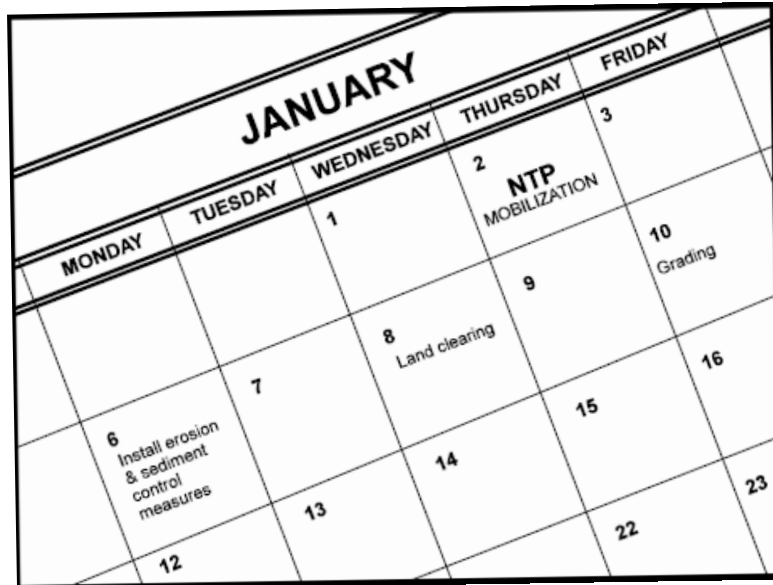 JANUARY
MONDAY TUESDAY WEDNESDAY THURSDAY FRIDAY
1 2 3
NTP
MOBILIZATION
6 7 8 9 10
Install erosion
& sediment
control
measures
Land clearing
Grading
12 13 14 15 16
22 23